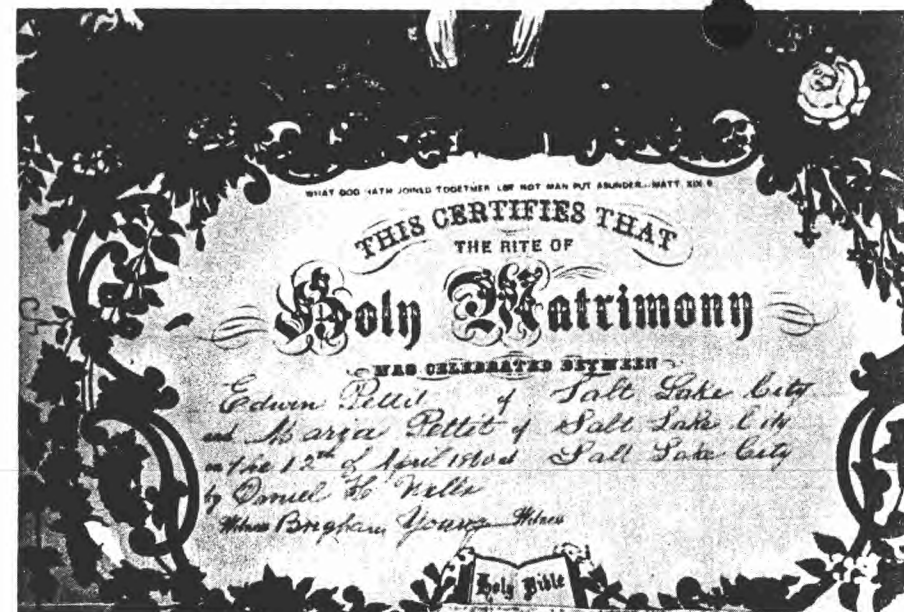 WHAT GOD HATH JOINED TOGETHER LET NOT MAN PUT ASUNDER.—MATT. XIX. 6.
THIS CERTIFIES THAT
THE RITE OF
Holy Matrimony
WAS CELEBRATED BETWEEN
Edwin Pettit of Salt Lake City
and Maria Pettit of Salt Lake City
on the 12th of April 1860 at Salt Lake City
by Daniel H Wells
Witness Brigham Young Witness
Holy Bible